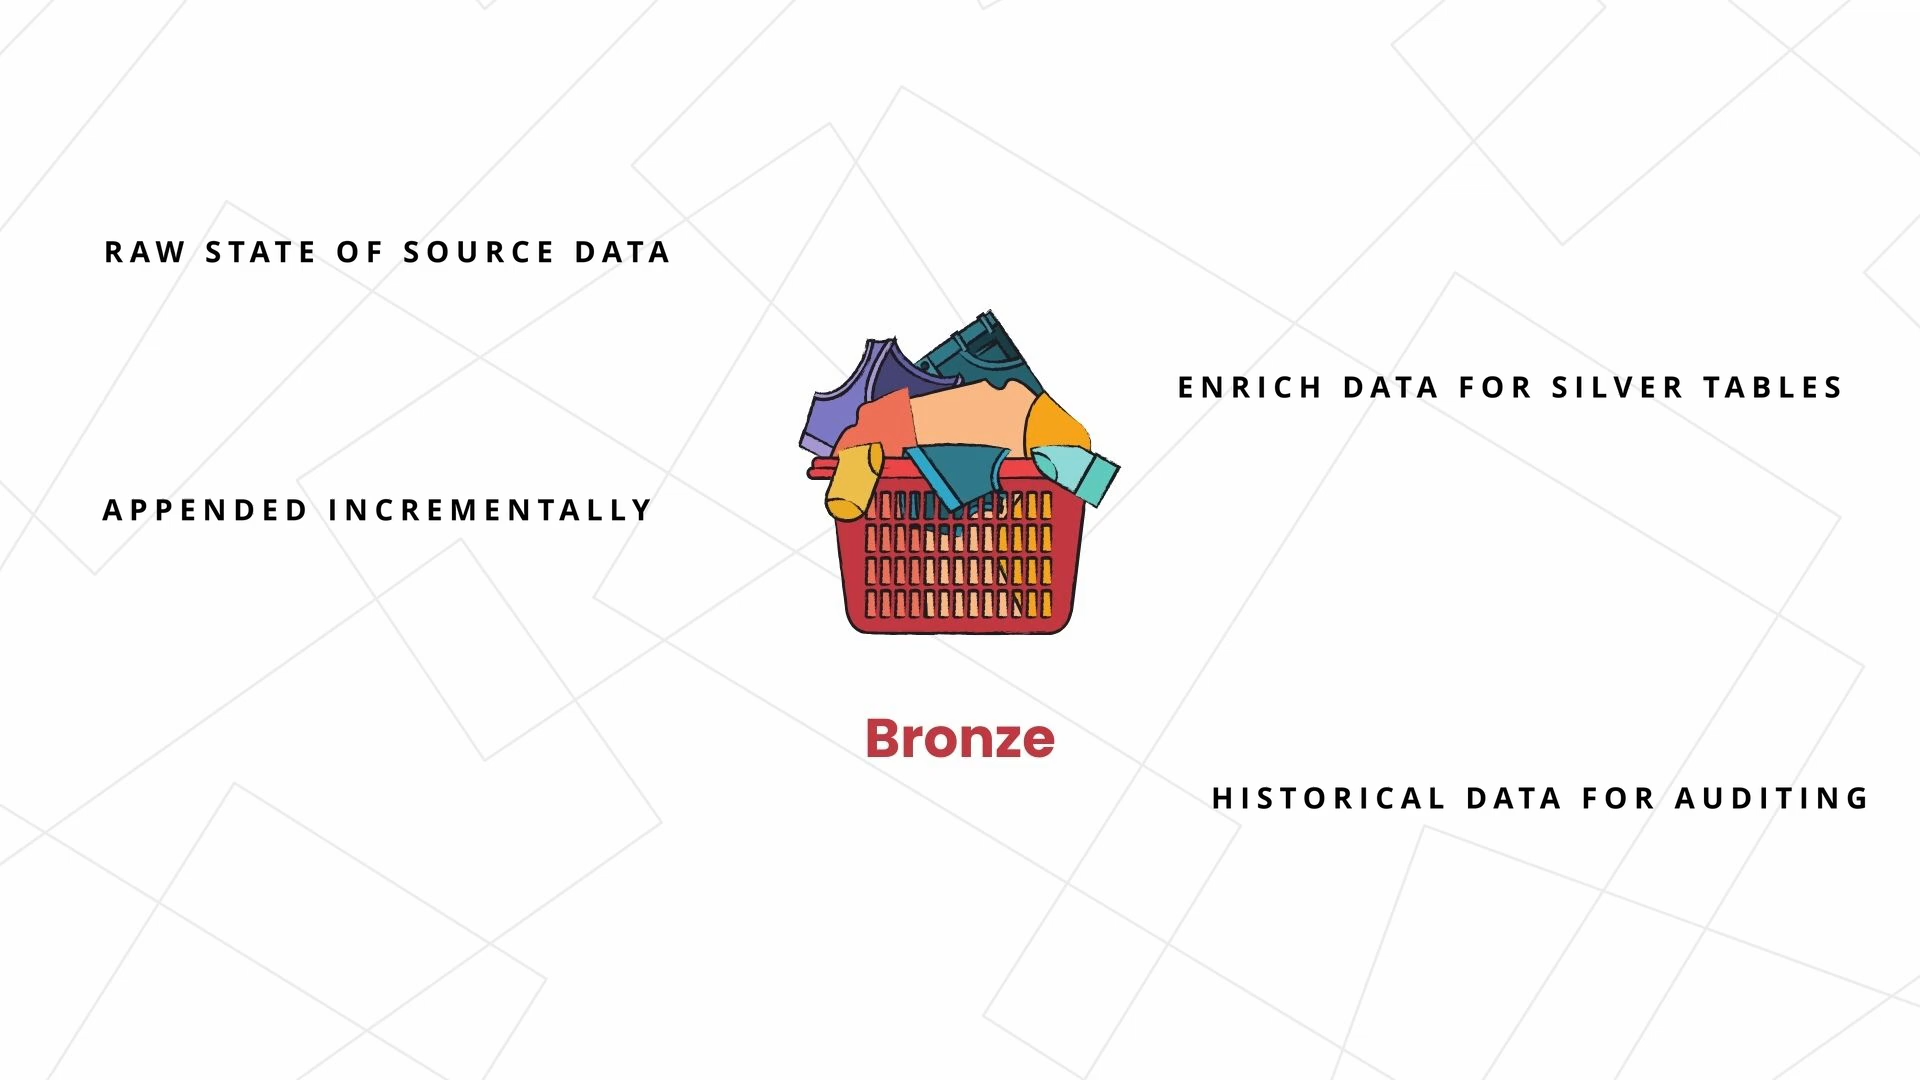 RAW STATE OF SOURCE DATA
APPENDED INCREMENTALLY
ENRICH DATA FOR SILVER TABLES
Bronze
HISTORICAL DATA FOR AUDITING